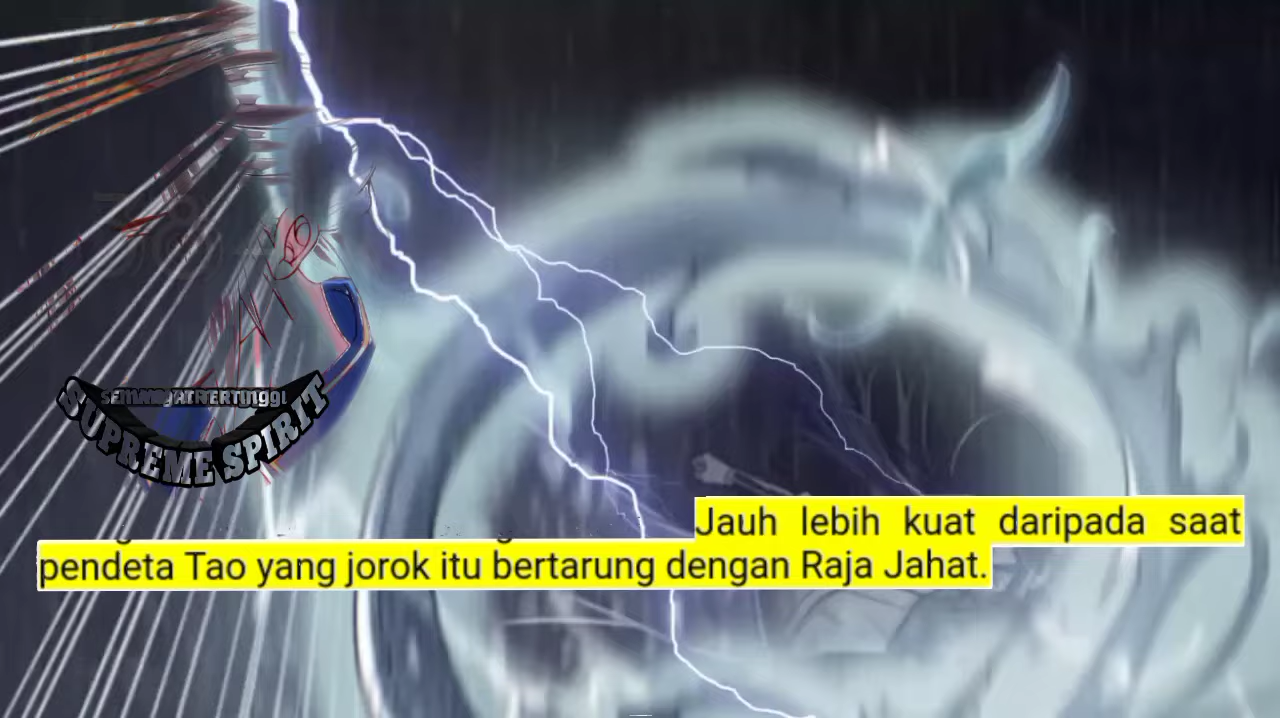 SUPREME SPIRIT
Jauh lebih kuat daripada saat
pendeta Tao yang jorok itu bertarung dengan Raja Jahat.